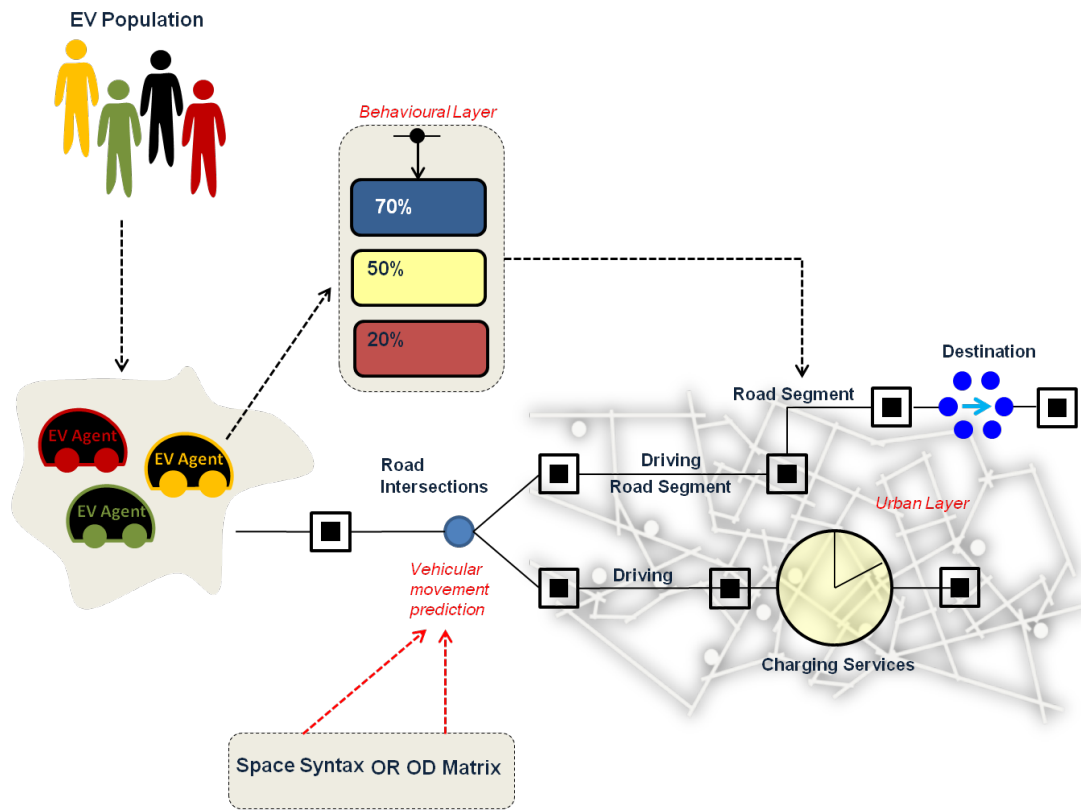 EV Population
Behavioural Layer
70%
50%
20%
Destination
Road Segment
EV Agent
EV Agent
EV Agent
Road
Intersections
Driving
Road Segment
Urban Layer
Vehicular
movement
prediction
Driving
Charging Services
Space Syntax OR OD Matrix